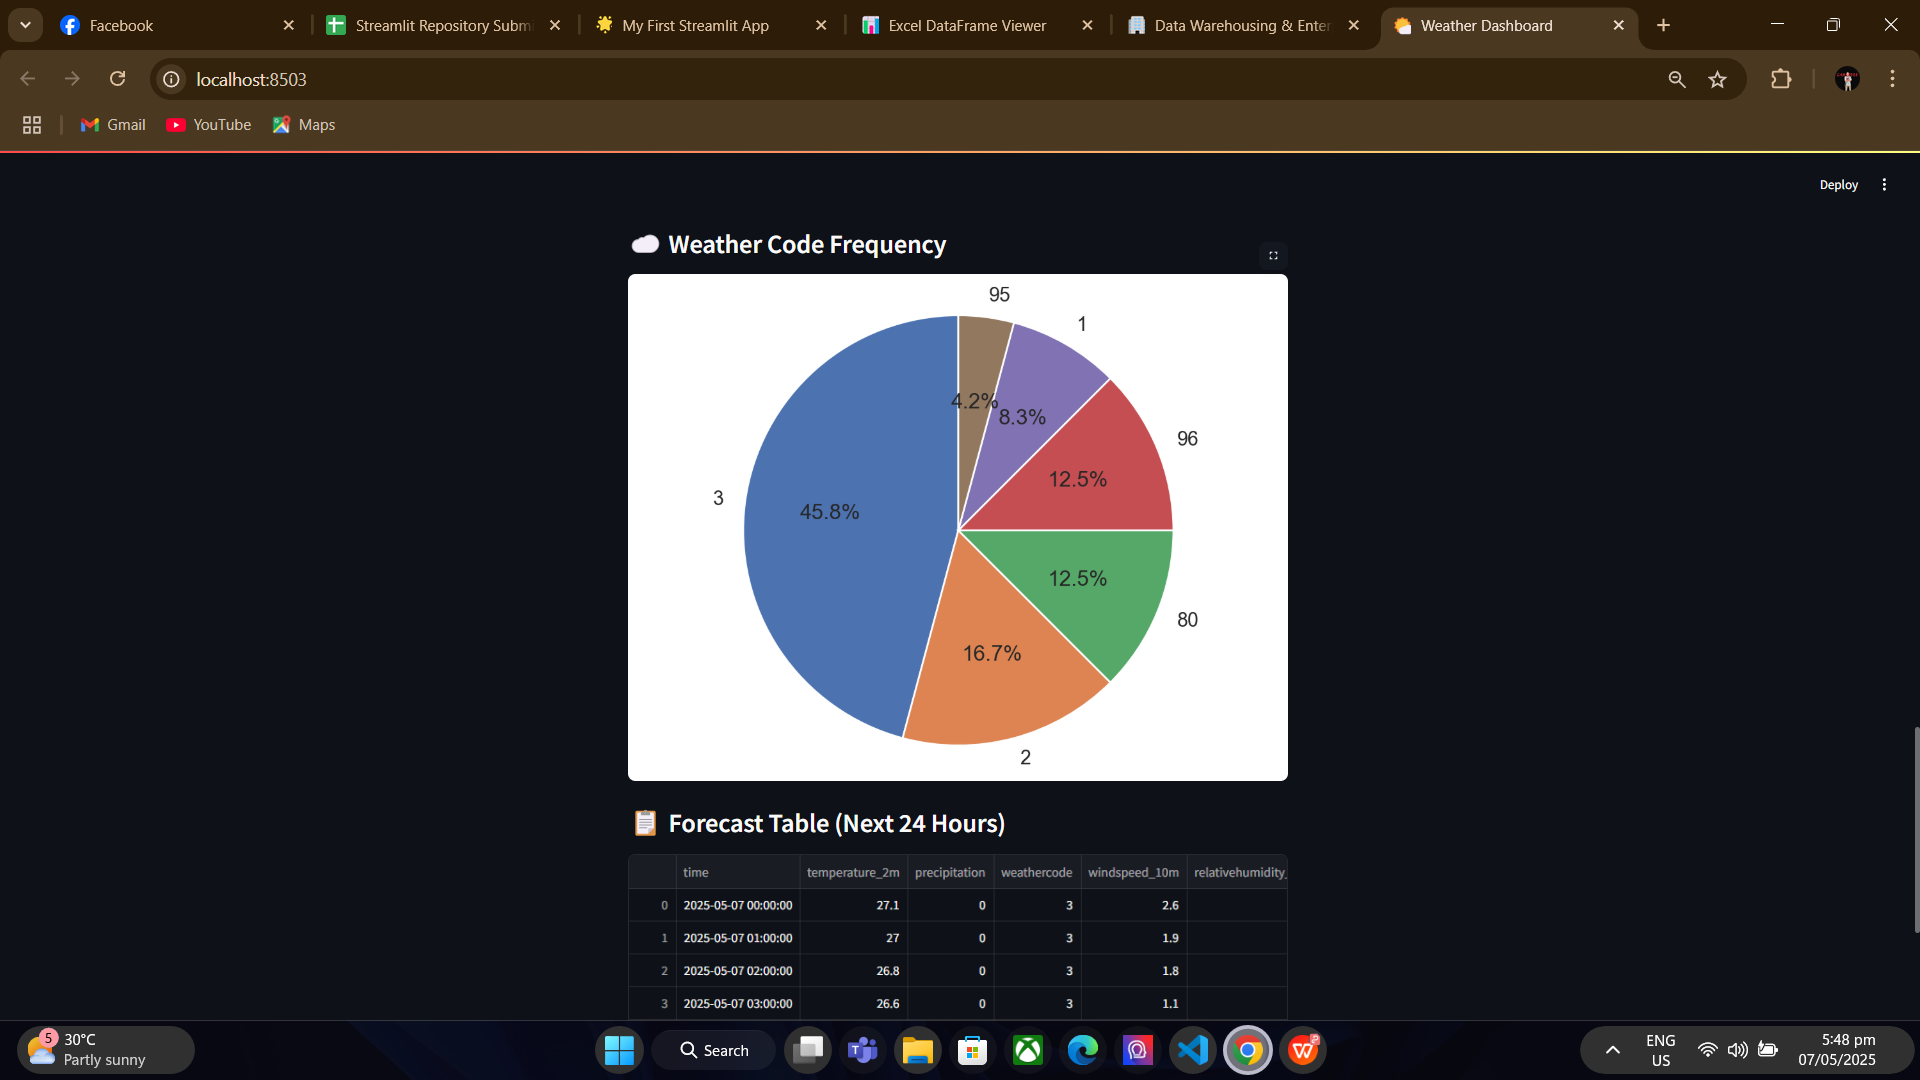 Facebook
Streamlit Repository Subm
My First Streamlit App
Excel DataFrame Viewer
Data Warehousing & Enter
Weather Dashboard
localhost:8503
Gmail
YouTube
Maps
Deploy
Weather Code Frequency
95
1
4.2%
8.3%
96
12.5%
3
45.8%
12.5%
80
16.7%
2
Forecast Table (Next 24 Hours)
time temperature_2m precipitation weathercode windspeed_10m relativehumidity_
0 2025-05-07 00:00:00 27.1 0 3 2.6
1 2025-05-07 01:00:00 27 0 3 1.9
2 2025-05-07 02:00:00 26.8 0 3 1.8
3 2025-05-07 03:00:00 26.6 0 3 1.1
5
30°C
Partly sunny
Search
ENG
US
5:48 pm
07/05/2025